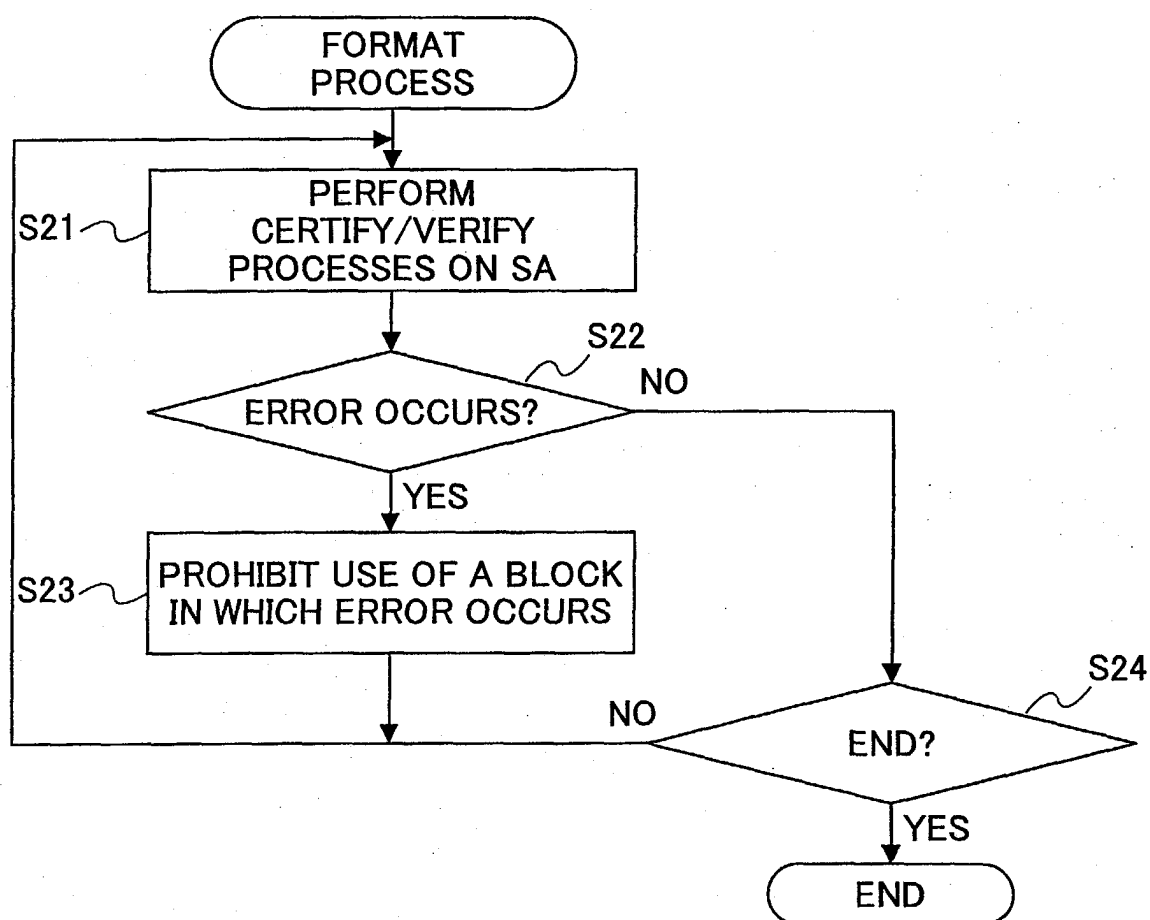 FORMAT
PROCESS
S21
PERFORM
CERTIFY/VERIFY
PROCESSES ON SA
S22
ERROR OCCURS?
NO
YES
S23
PROHIBIT USE OF A BLOCK
IN WHICH ERROR OCCURS
S24
NO
END?
YES
END